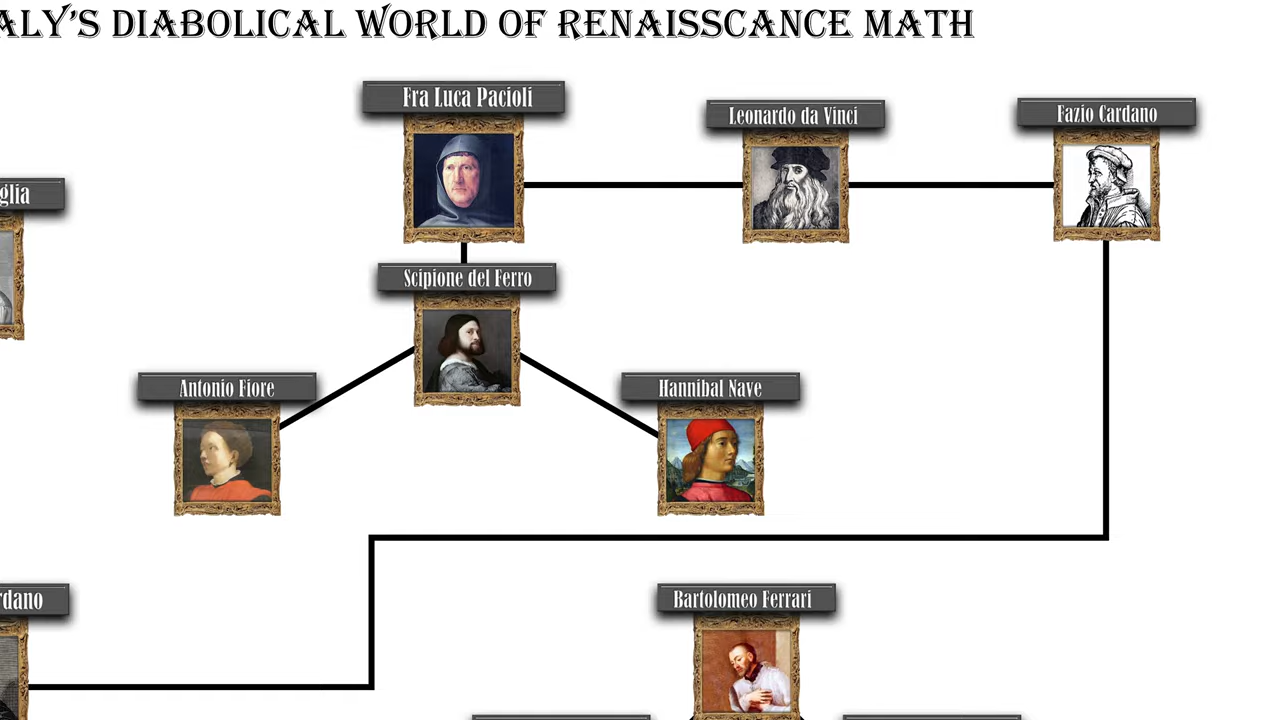 ALY'S DIABOLICAL WORLD OF RENAISSCANCE MATH
Fra Luca Pacioli
Leonardo da Vinci
Fazio Cardano
glia
Scipione del Ferro
Antonio Fiore
Hannibal Nave
rdano
Bartolomeo Ferrari